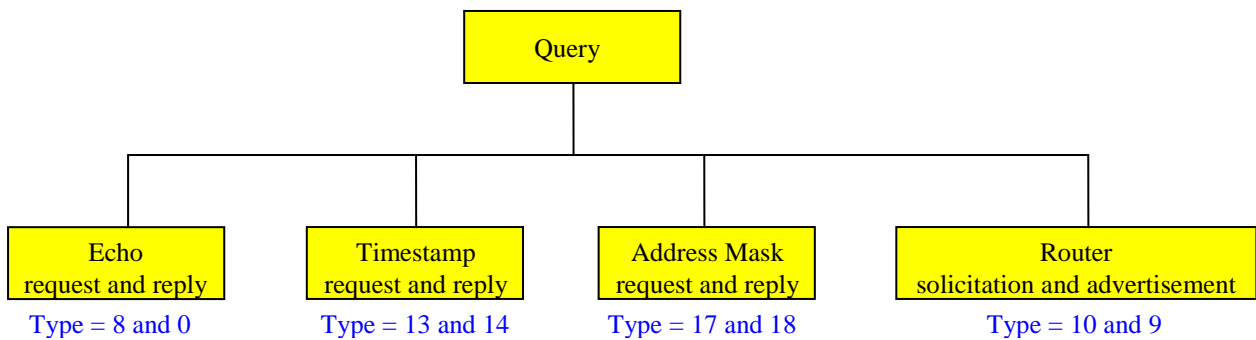 Query
Echo
request and reply
Type = 8 and 0
Timestamp
request and reply
Type = 13 and 14
Address Mask
request and reply
Type = 17 and 18
Router
solicitation and advertisement
Type = 10 and 9